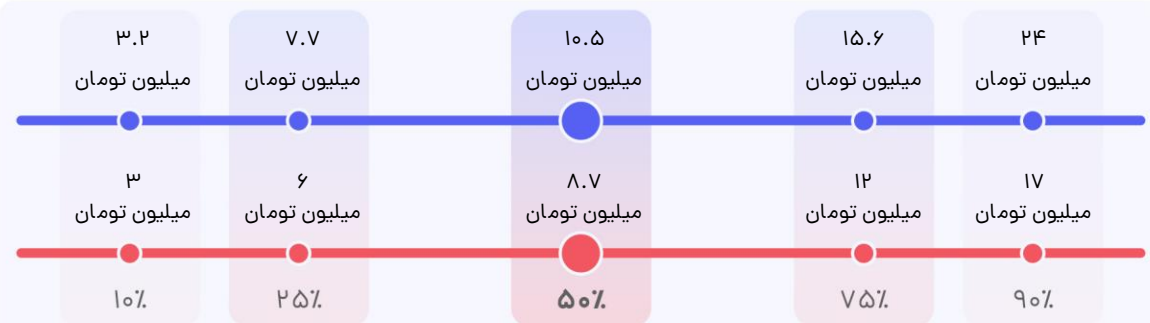 ۳.۲ ۷.۷ ۱۰.۵ ۱۵.۶ ۲۴
میلیون تومان میلیون تومان میلیون تومان میلیون تومان میلیون تومان
۳ ۶ ۸.۷ ۱۲ ۱۷
میلیون تومان میلیون تومان میلیون تومان میلیون تومان میلیون تومان
۱۰٪ ۲۵٪ ۵۰٪ ۷۵٪ ۹۰٪